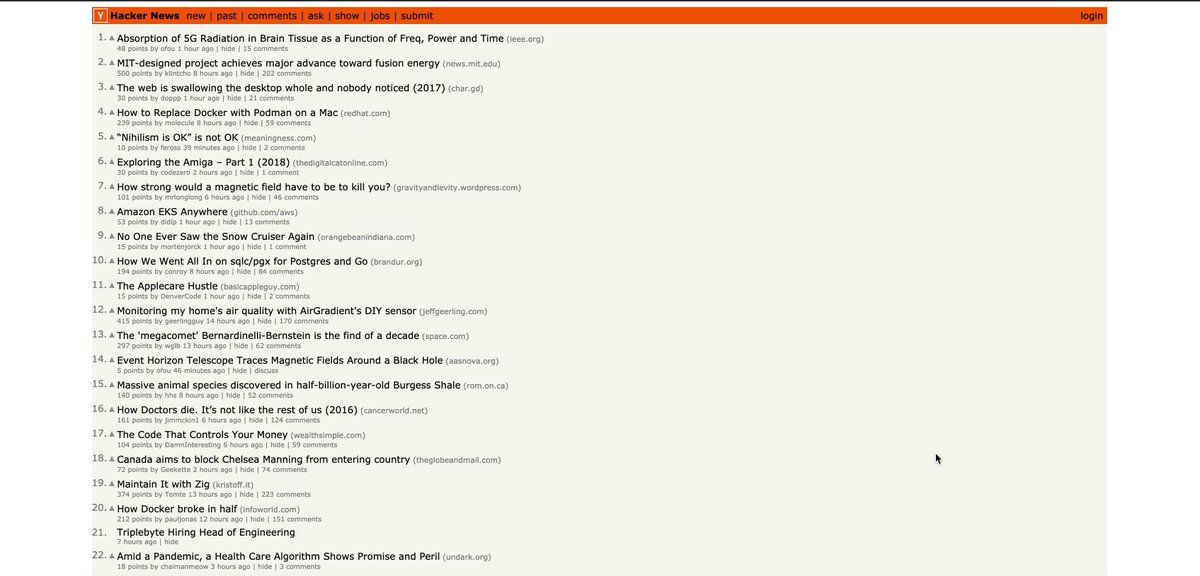 Y Hacker News new | past | comments | ask | show | jobs | submit login
1. Absorption of 5G Radiation in Brain Tissue as a Function of Freq, Power and Time (ieee.org)
48 points by ofou 1 hour ago | hide | 15 comments
2. MIT-designed project achieves major advance toward fusion energy (news.mit.edu)
500 points by klintcho 8 hours ago | hide | 202 comments
3. The web is swallowing the desktop whole and nobody noticed (2017) (char.gd)
30 points by doppp 1 hour ago | hide | 21 comments
4. How to Replace Docker with Podman on a Mac (redhat.com)
239 points by molecule 8 hours ago | hide | 59 comments
5. “Nihilism is OK” is not OK (meaningness.com)
10 points by feross 39 minutes ago | hide | 2 comments
6. Exploring the Amiga – Part 1 (2018) (thedigitalcatonline.com)
30 points by codezero 2 hours ago | hide | 1 comment
7. How strong would a magnetic field have to be to kill you? (gravityandlevity.wordpress.com)
101 points by mrlonglong 6 hours ago | hide | 46 comments
8. Amazon EKS Anywhere (github.com/aws)
53 points by didip 1 hour ago | hide | 13 comments
9. No One Ever Saw the Snow Cruiser Again (orangebeanindiana.com)
15 points by mortenjorck 1 hour ago | hide | 1 comment
10. How We Went All In on sqlc/pgx for Postgres and Go (brandur.org)
194 points by conroy 8 hours ago | hide | 84 comments
11. The Applecare Hustle (basicappleguy.com)
15 points by DenverCode 1 hour ago | hide | 2 comments
12. Monitoring my home's air quality with AirGradient's DIY sensor (jeffgeerling.com)
415 points by geerlingguy 14 hours ago | hide | 170 comments
13. The 'megacomet' Bernardinelli-Bernstein is the find of a decade (space.com)
297 points by wglb 13 hours ago | hide | 62 comments
14. Event Horizon Telescope Traces Magnetic Fields Around a Black Hole (aasnova.org)
5 points by ofou 46 minutes ago | hide | discuss
15. Massive animal species discovered in half-billion-year-old Burgess Shale (rom.on.ca)
140 points by hhs 8 hours ago | hide | 52 comments
16. How Doctors die. It’s not like the rest of us (2016) (cancerworld.net)
161 points by jimmckin1 6 hours ago | hide | 124 comments
17. The Code That Controls Your Money (wealthsimple.com)
104 points by DamnInteresting 6 hours ago | hide | 59 comments
18. Canada aims to block Chelsea Manning from entering country (theglobeandmail.com)
72 points by Geekette 2 hours ago | hide | 74 comments
19. Maintain It with Zig (kristoff.it)
374 points by Tomte 13 hours ago | hide | 223 comments
20. How Docker broke in half (infoworld.com)
212 points by pauljonas 12 hours ago | hide | 151 comments
21. Triplebyte Hiring Head of Engineering
7 hours ago | hide
22. Amid a Pandemic, a Health Care Algorithm Shows Promise and Peril (undark.org)
18 points by chaimanmeow 3 hours ago | hide | 3 comments